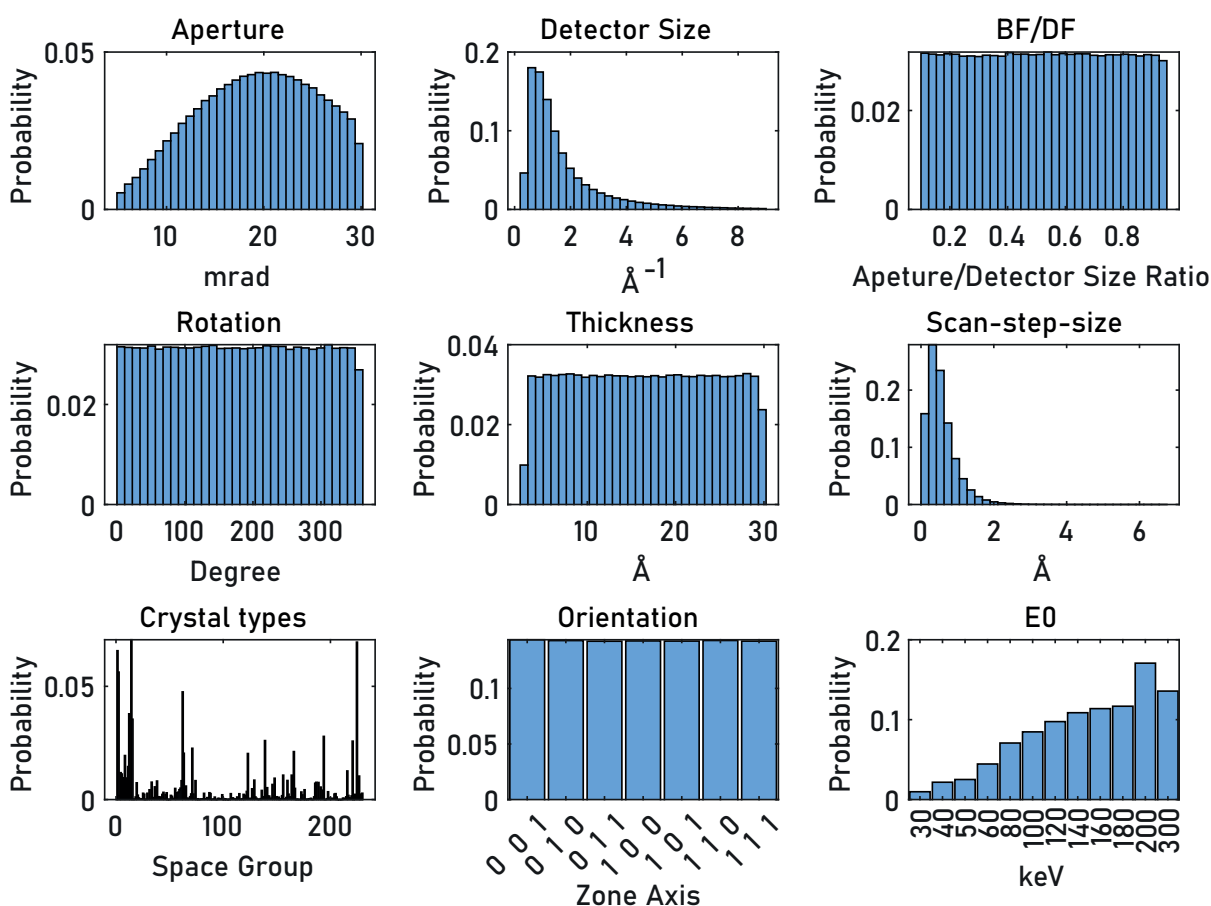 Aperture
Probability
0.05
0
10 20 30
mrad
Detector Size
Probability
0.2
0.1
0
0 2 4 6 8
Å⁻¹
BF/DF
Probability
0.02
0
0.2 0.4 0.6 0.8
Apeture/Detector Size Ratio
Rotation
Probability
0.02
0
0 100 200 300
Degree
Thickness
Probability
0.04
0.02
0
10 20 30
Å
Scan-step-size
Probability
0.2
0.1
0
0 2 4 6
Å
Crystal types
Probability
0.05
0
0 100 200
Space Group
Orientation
Probability
0.1
0.05
0
0 0 1
0 1 0
0 1 1
1 0 0
1 0 1
1 1 0
1 1 1
Zone Axis
E0
Probability
0.2
0.1
0
30
40
50
60
80
100
120
140
160
180
200
300
keV